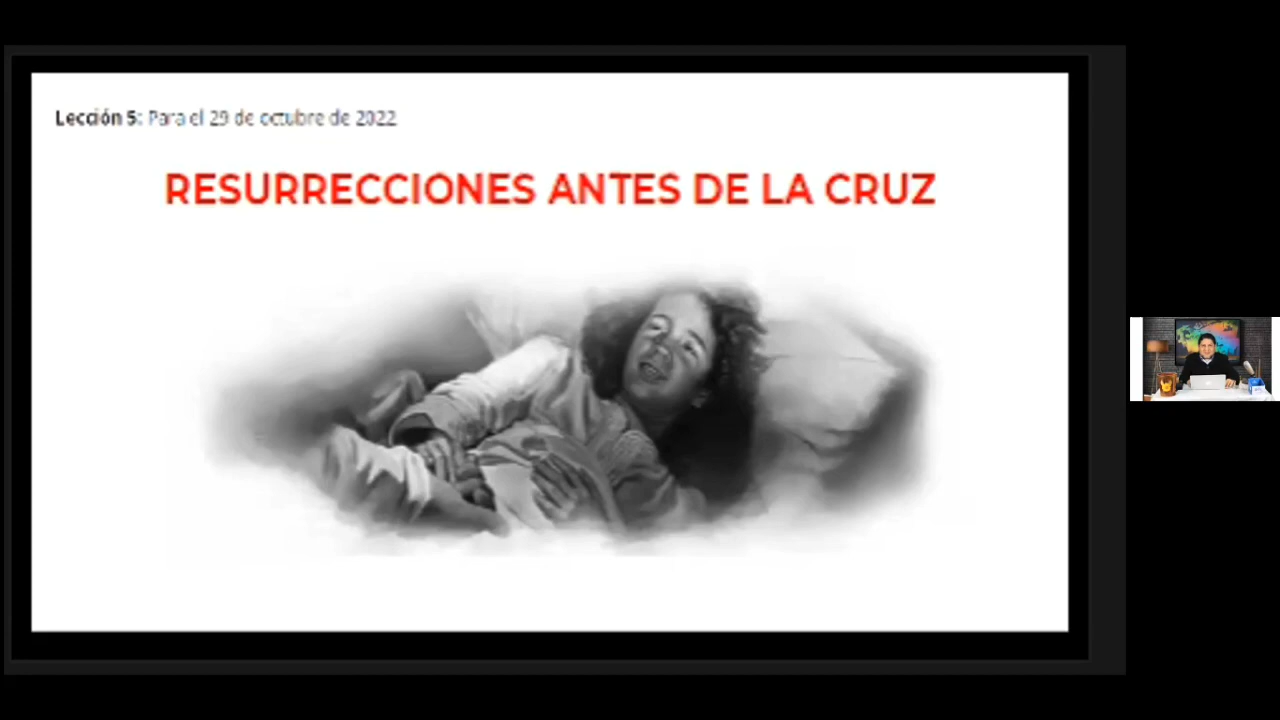 Lección 5: Para el 29 de octubre de 2022
RESURRECCIONES ANTES DE LA CRUZ